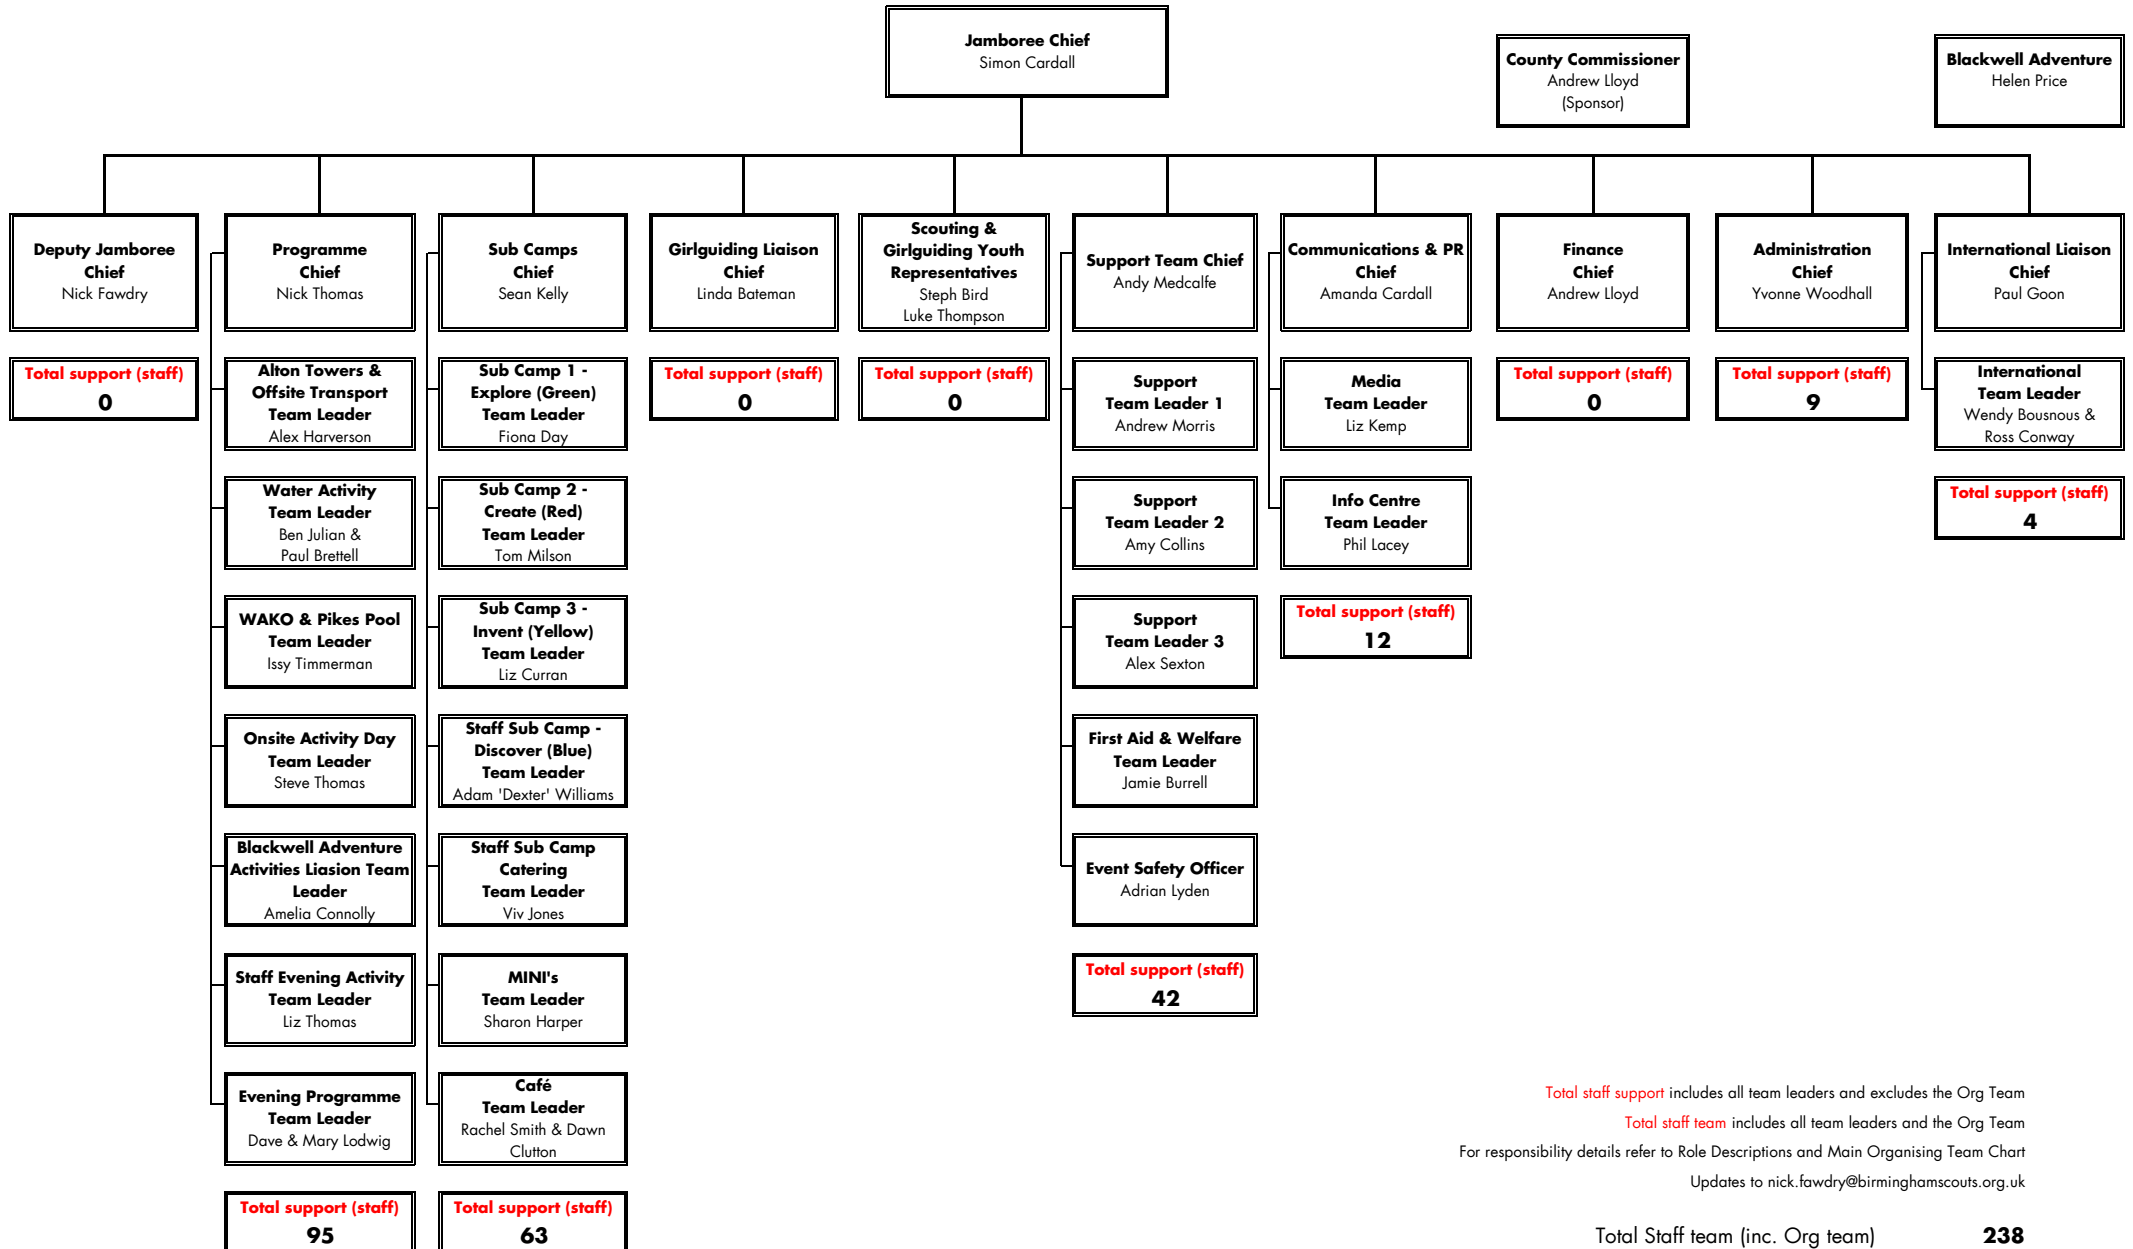 Jamboree Chief
Simon Cardall
County Commissioner
Andrew Lloyd
(Sponsor)
Blackwell Adventure
Helen Price
Deputy Jamboree
Chief
Nick Fawdry
Total support (staff)
0
Programme
Chief
Nick Thomas
Alton Towers &
Offsite Transport
Team Leader
Alex Harverson
Water Activity
Team Leader
Ben Julian &
Paul Brettell
WAKO & Pikes Pool
Team Leader
Issy Timmerman
Onsite Activity Day
Team Leader
Steve Thomas
Blackwell Adventure
Activities Liasion Team
Leader
Amelia Connolly
Staff Evening Activity
Team Leader
Liz Thomas
Evening Programme
Team Leader
Dave & Mary Lodwig
Total support (staff)
95
Sub Camps
Chief
Sean Kelly
Sub Camp 1 -
Explore (Green)
Team Leader
Fiona Day
Sub Camp 2 -
Create (Red)
Team Leader
Tom Milson
Sub Camp 3 -
Invent (Yellow)
Team Leader
Liz Curran
Staff Sub Camp -
Discover (Blue)
Team Leader
Adam 'Dexter' Williams
Staff Sub Camp
Catering
Team Leader
Viv Jones
MINI's
Team Leader
Sharon Harper
Café
Team Leader
Rachel Smith & Dawn
Clutton
Total support (staff)
63
Girlguiding Liaison
Chief
Linda Bateman
Total support (staff)
0
Scouting &
Girlguiding Youth
Representatives
Steph Bird
Luke Thompson
Total support (staff)
0
Support Team Chief
Andy Medcalfe
Support
Team Leader 1
Andrew Morris
Support
Team Leader 2
Amy Collins
Support
Team Leader 3
Alex Sexton
First Aid & Welfare
Team Leader
Jamie Burrell
Event Safety Officer
Adrian Lyden
Total support (staff)
42
Communications & PR
Chief
Amanda Cardall
Media
Team Leader
Liz Kemp
Info Centre
Team Leader
Phil Lacey
Total support (staff)
12
Finance
Chief
Andrew Lloyd
Total support (staff)
0
Administration
Chief
Yvonne Woodhall
Total support (staff)
9
International Liaison
Chief
Paul Goon
International
Team Leader
Wendy Bousnous &
Ross Conway
Total support (staff)
4
Total staff support includes all team leaders and excludes the Org Team
Total staff team includes all team leaders and the Org Team
For responsibility details refer to Role Descriptions and Main Organising Team Chart
Updates to nick.fawdry@birminghamscouts.org.uk
Total Staff team (inc. Org team) 238